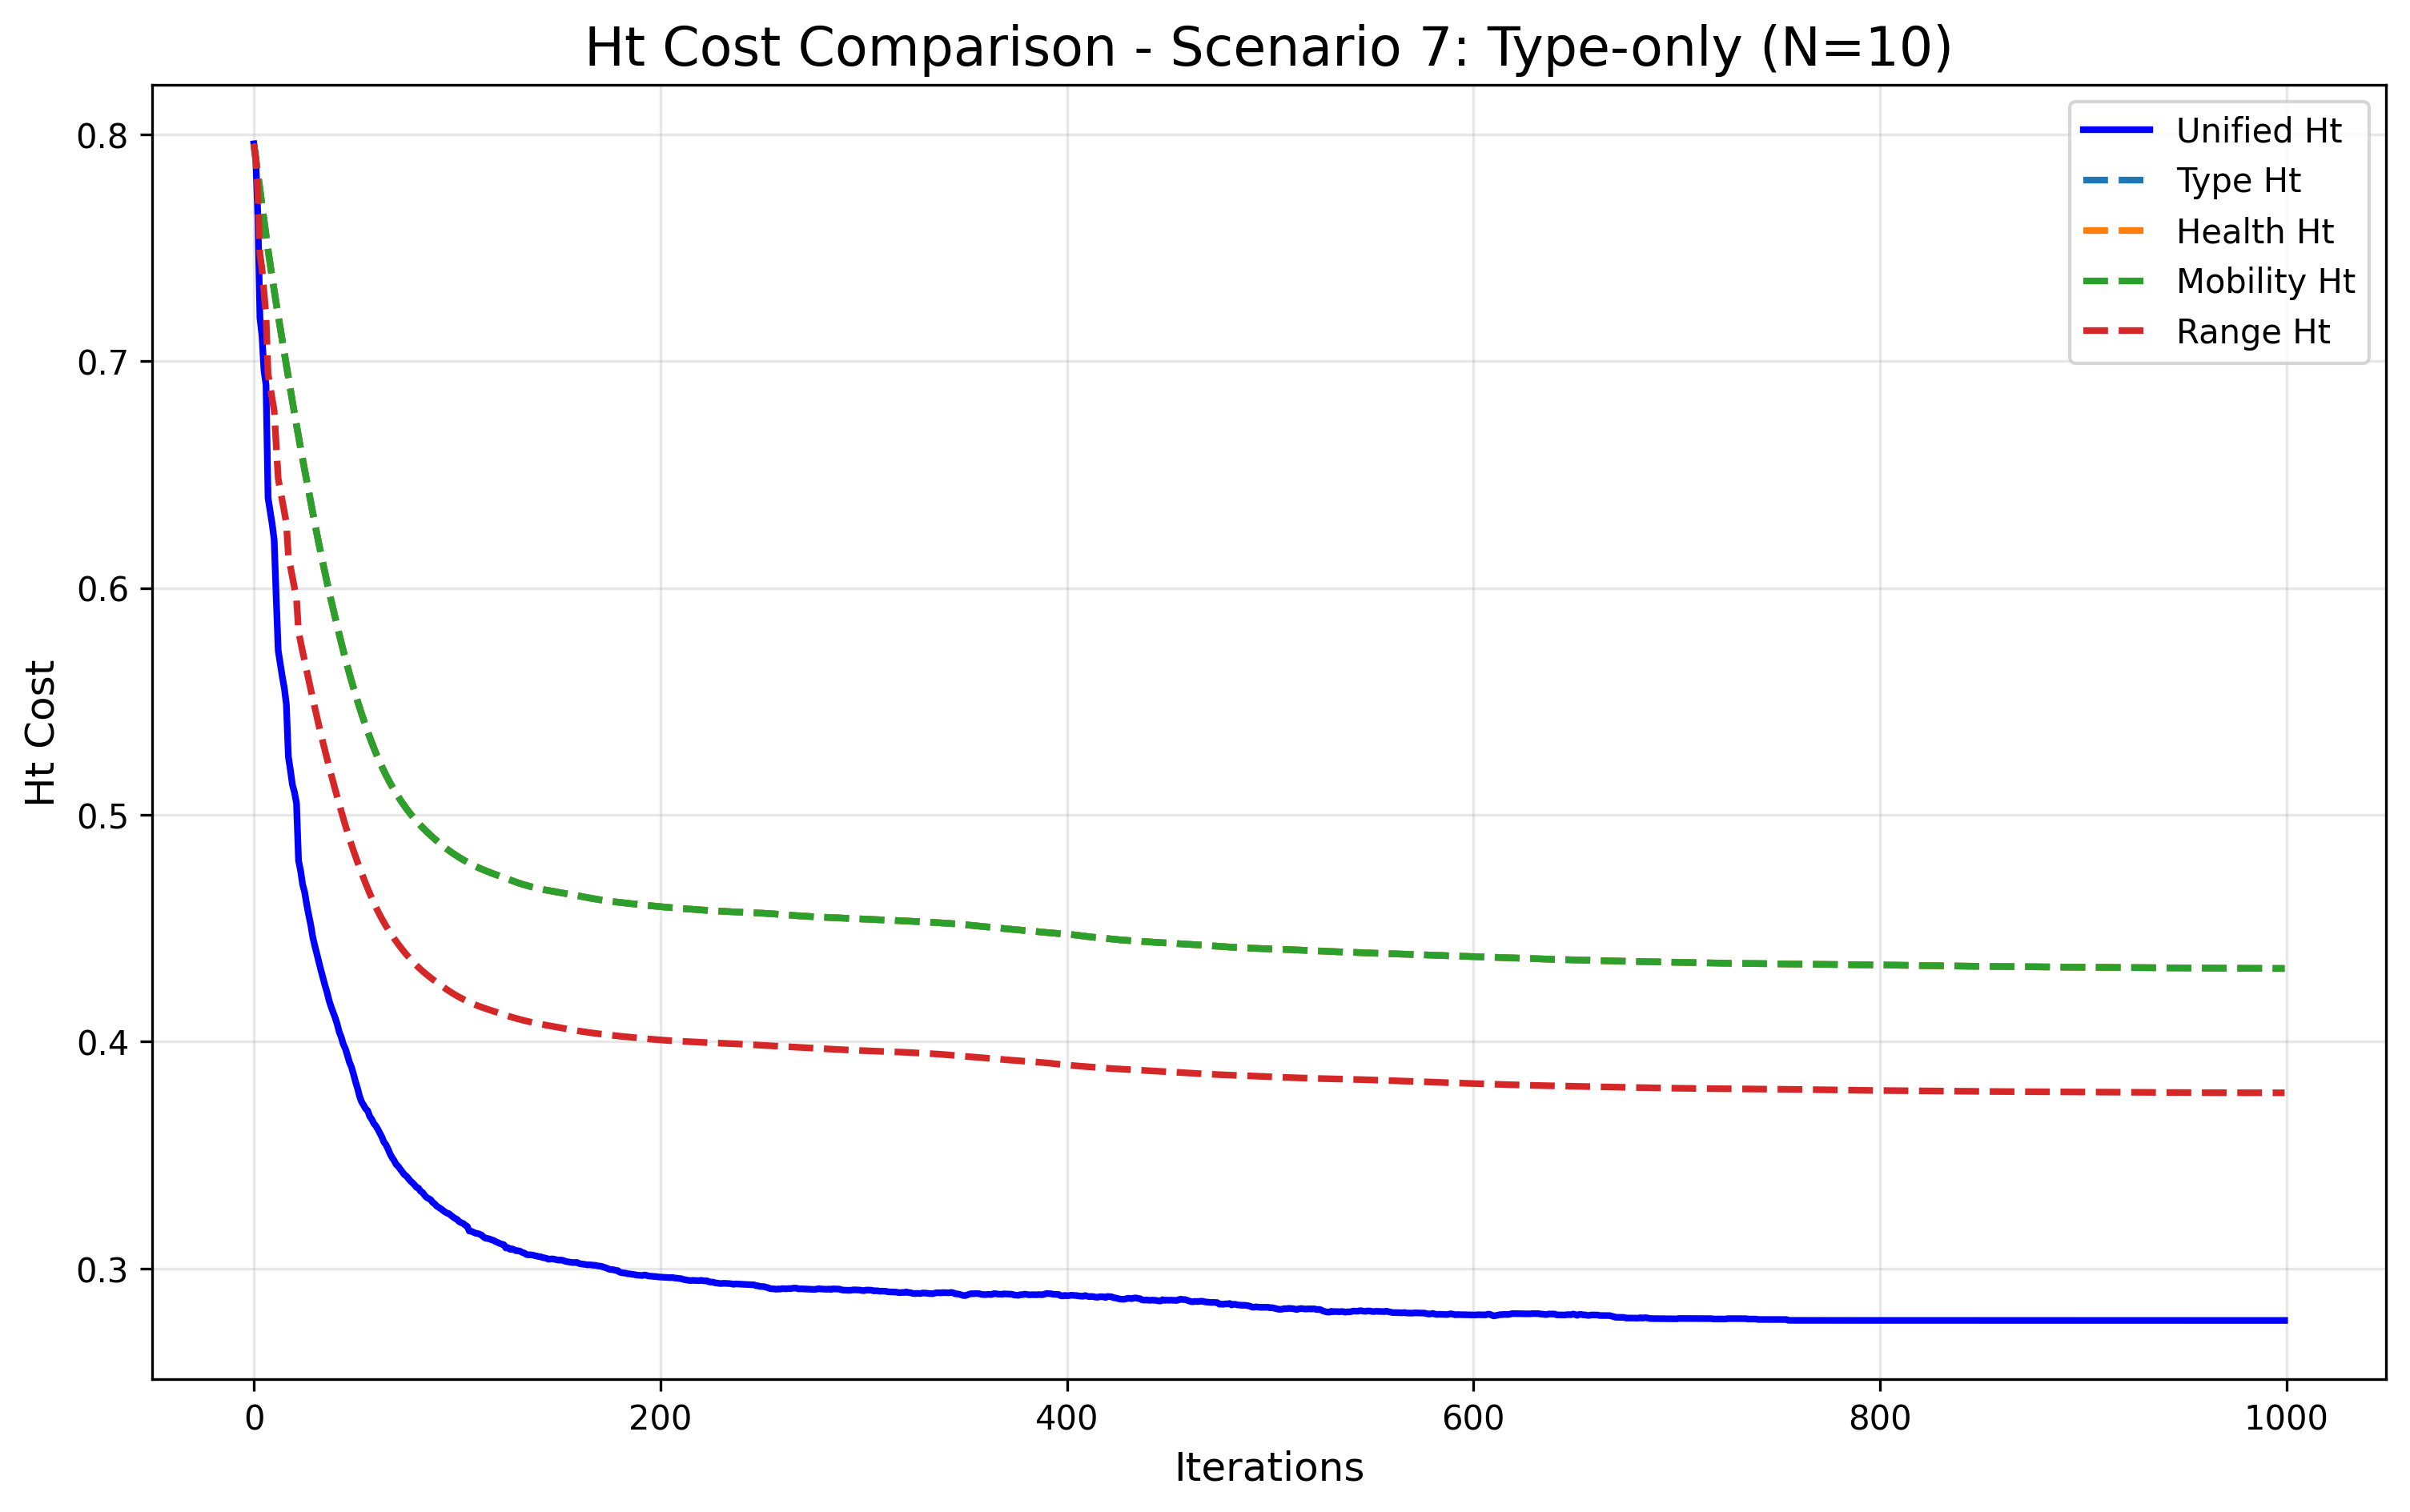 Ht Cost Comparison - Scenario 7: Type-only (N=10)
Unified Ht
Type Ht
Health Ht
Mobility Ht
Range Ht
Ht Cost
0.8
0.7
0.6
0.5
0.4
0.3
0 200 400 600 800 1000
Iterations